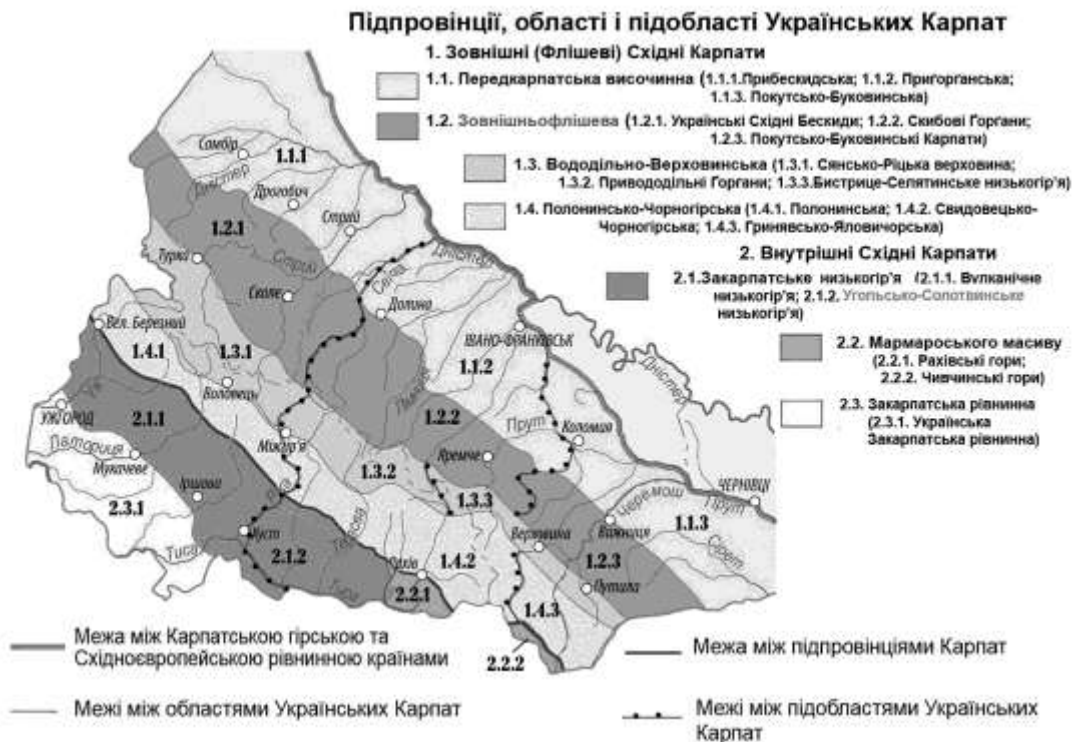 Підпровінції, області і підобласті Українських Карпат
1. Зовнішні (Флішеві) Східні Карпати
1.1. Передкарпатська височинна (1.1.1.Прибескидська; 1.1.2. Пригорганська;
1.1.3. Покутсько-Буковинська)
1.2. Зовнішньофлішева (1.2.1. Українські Східні Бескиди; 1.2.2. Скибові Ґорґани;
1.2.3. Покутсько-Буковинські Карпати)
1.3. Вододільно-Верховинська (1.3.1. Сянсько-Ріцька верховина;
1.3.2. Привододільні Горгани; 1.3.3.Бистрице-Селятинське низькогір'я)
1.4. Полонинсько-Чорногірська (1.4.1. Полонинська; 1.4.2. Свидовецько-
Чорногірська; 1.4.3. Гринявсько-Яловичорська)
2. Внутрішні Східні Карпати
2.1.Закарпатське низькогір'я (2.1.1. Вулканічне
низькогір'я; 2.1.2. Угольсько-Солотвинське
низькогір'я)
2.2. Мармароського масиву
(2.2.1. Рахівські гори;
2.2.2. Чивчинські гори)
2.3. Закарпатська рівнинна
(2.3.1. Українська
Закарпатська рівнинна)
Самбір
1.1.1
Дністер
Дрогобич
Стрий
1.2.1
Турка
Стрий
Сколе
Свіча
Дністер
Долина
Вел. Березний
1.4.1
1.3.1
ІВАНО-ФРАНКІВСЬК
1.1.2
Дністер
Воловець
УЖГОРОД
Уж
2.1.1
1.2.2
Прут
Коломия
Міжгір'я
Латориця
Мукачеве
Яремче
1.3.2
Іршава
Ріка
1.3.3
ЧЕРНІВЦІ
Черемош
Прут
2.3.1
1.1.3
Хуст
Верховина
Вижниця
Сірет
Тиса
2.1.2
1.4.2
Рахів
1.2.3
Путила
2.2.1
1.4.3
2.2.2
Межа між Карпатською гірською та
Східноєвропейською рівнинною країнами
Межа між підпровінціями Карпат
Межі між областями Українських Карпат
Межі між підобластями Українських
Карпат